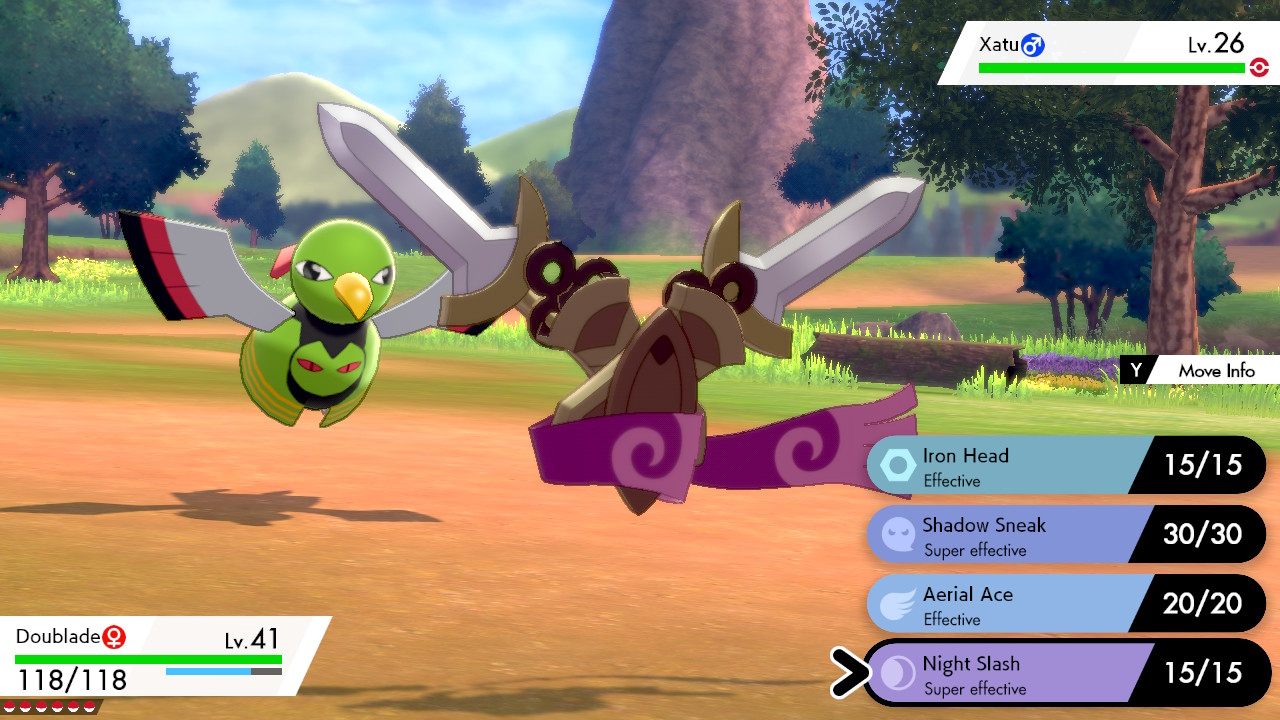 Xatu♂ Lv.26
Y Move Info
Iron Head 15/15
Effective
Shadow Sneak 30/30
Super effective
Aerial Ace 20/20
Effective
Night Slash 15/15
Super effective
Doublade♀ Lv.41
118/118